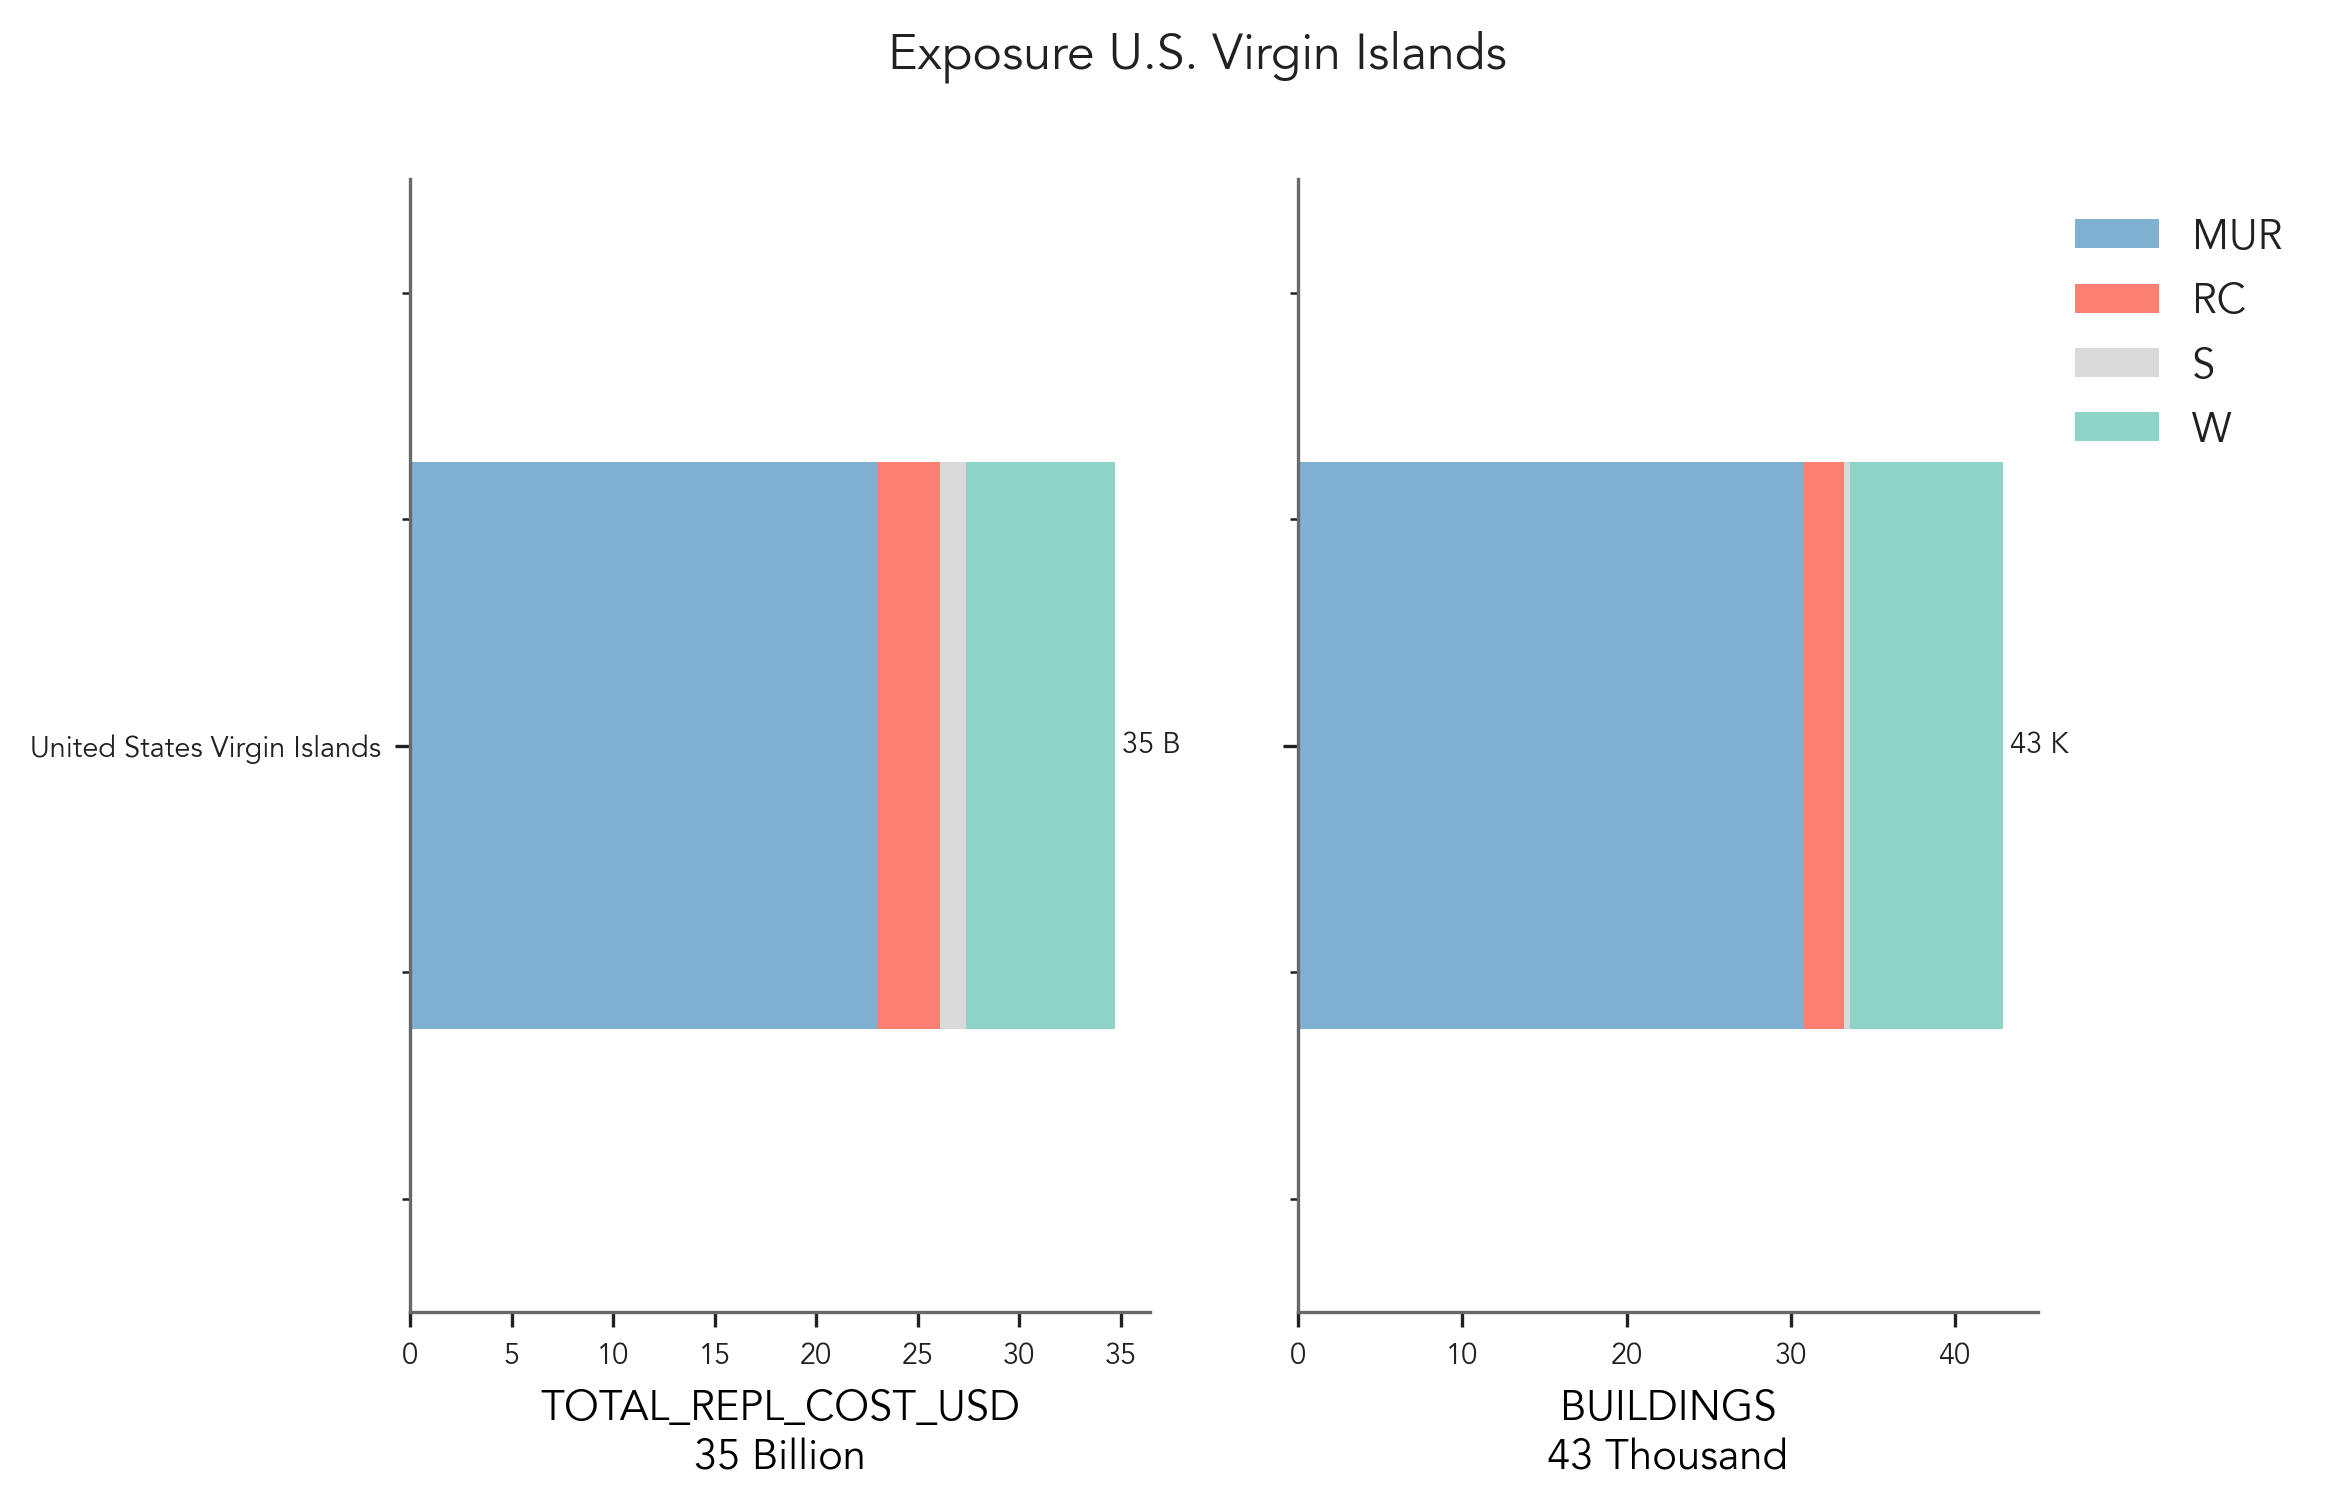 Exposure U.S. Virgin Islands
MUR
RC
S
W
United States Virgin Islands
35 B
43 K
0 5 10 15 20 25 30 35
0 10 20 30 40
TOTAL_REPL_COST_USD
35 Billion
BUILDINGS
43 Thousand